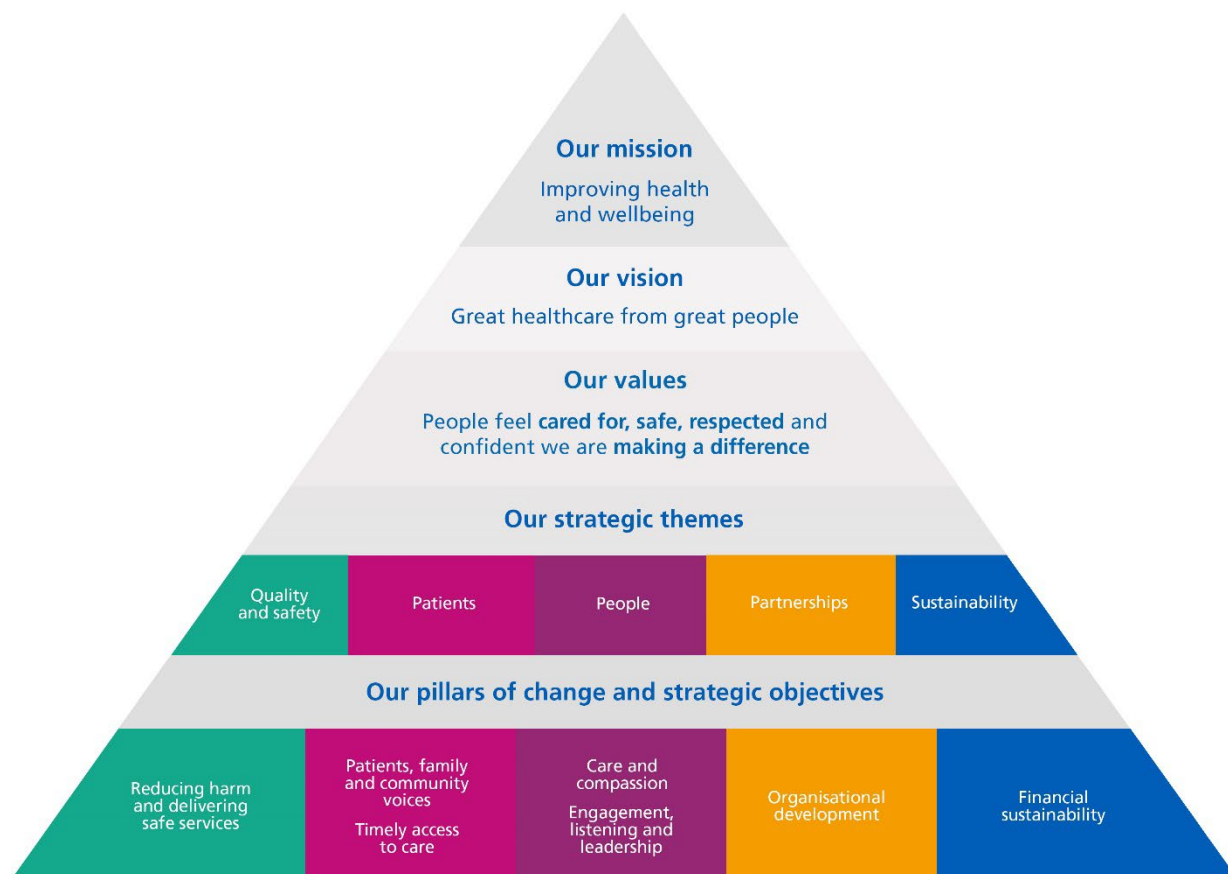 Our mission
Improving health
and wellbeing
Our vision
Great healthcare from great people
Our values
People feel cared for, safe, respected and
confident we are making a difference
Our strategic themes
Quality
and safety
Patients
People
Partnerships
Sustainability
Our pillars of change and strategic objectives
Reducing harm
and delivering
safe services
Patients, family
and community
voices
Timely access
to care
Care and
compassion
Engagement,
listening and
leadership
Organisational
development
Financial
sustainability